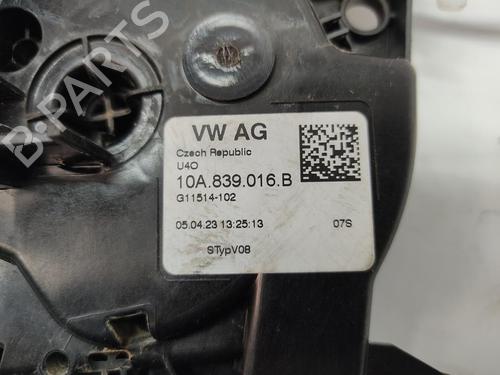 B-PARTS
VW AG
Czech Republic
U4O
10A.839.016.B
G11514-102
05.04.23 13:25:13 07S
STypV08